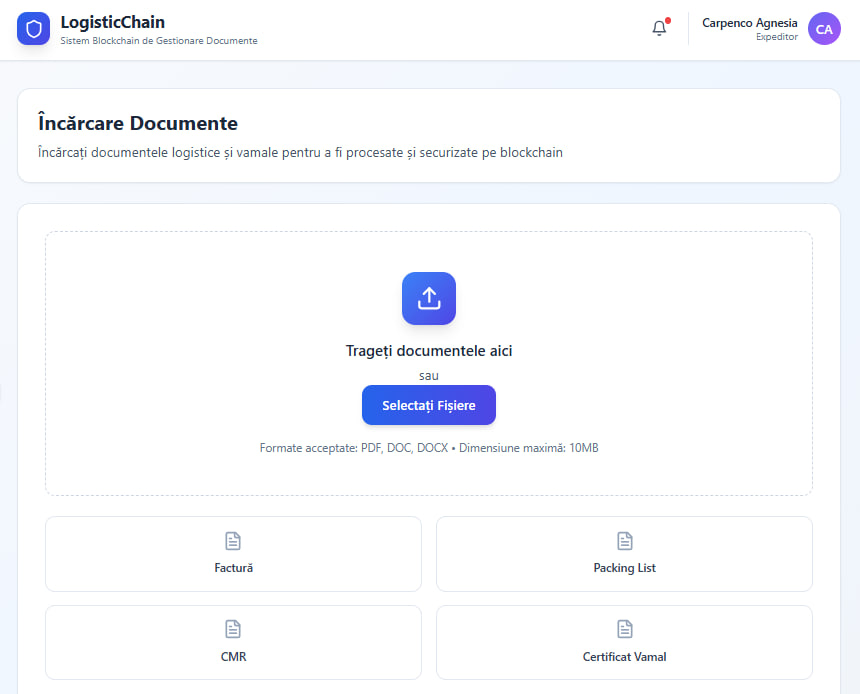 LogisticChain
Sistem Blockchain de Gestionare Documente
Carpenco Agnesia
Expeditor
CA
Încărcare Documente
Încărcați documentele logistice și vamale pentru a fi procesate și securizate pe blockchain
Trageți documentele aici
sau
Selectați Fișiere
Formate acceptate: PDF, DOC, DOCX • Dimensiune maximă: 10MB
Factură
Packing List
CMR
Certificat Vamal